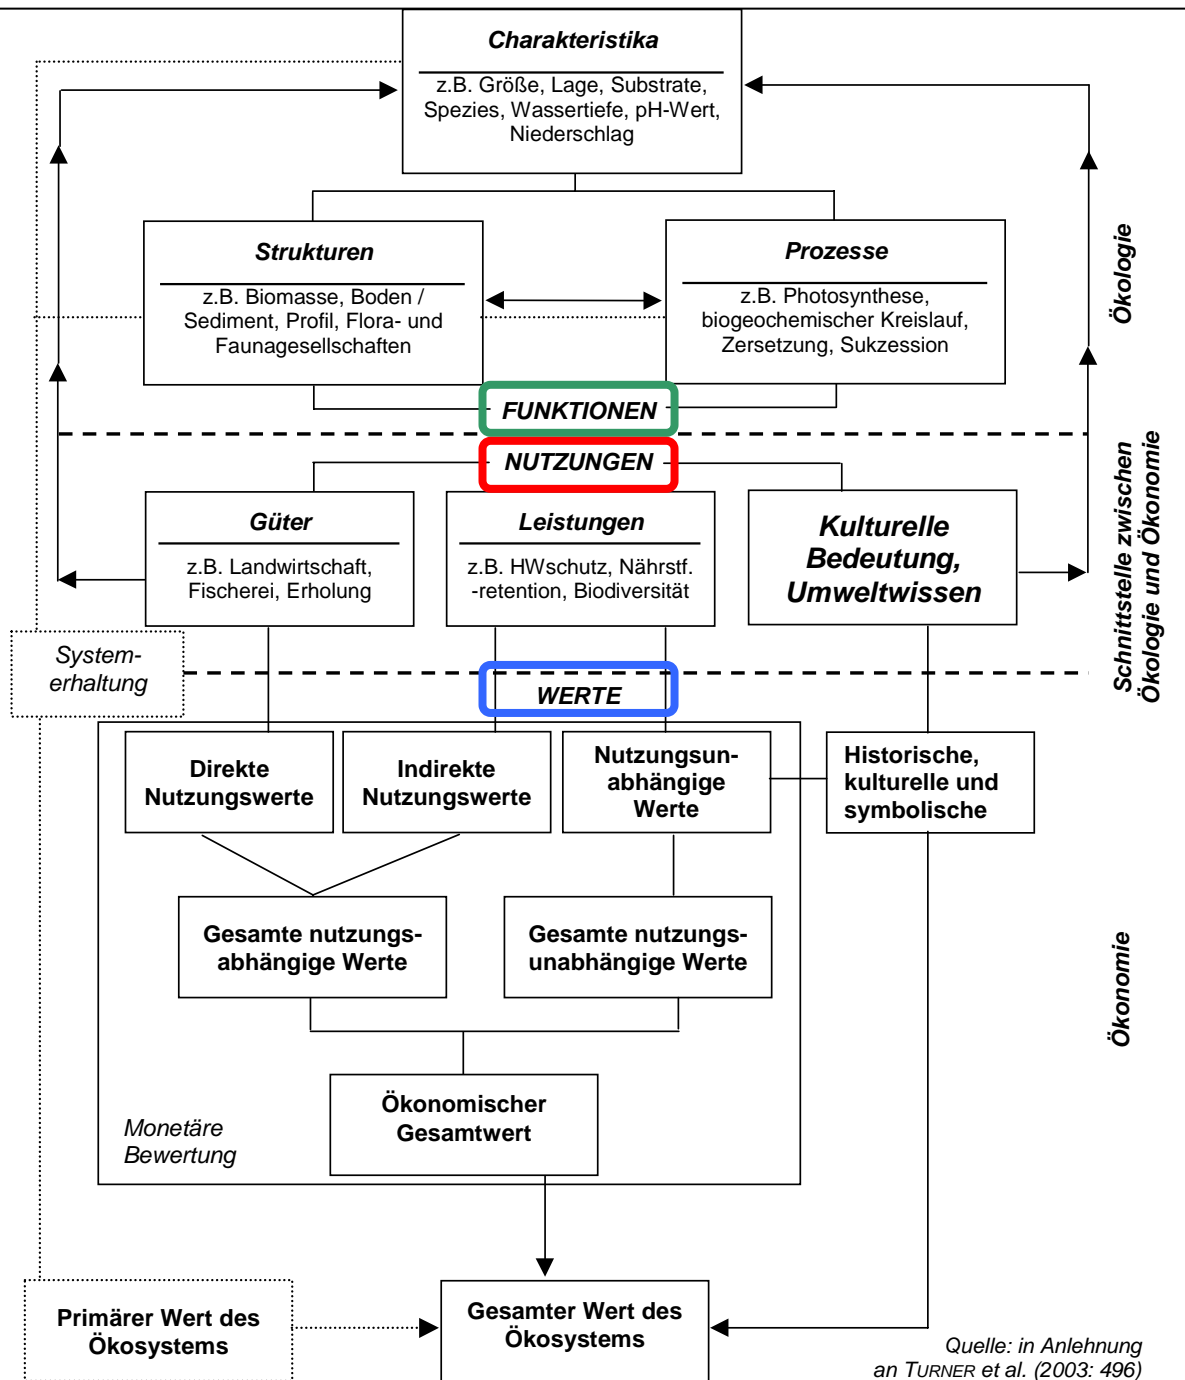 Charakteristika
z.B. Größe, Lage, Substrate,
Spezies, Wassertiefe, pH-Wert,
Niederschlag
Strukturen
z.B. Biomasse, Boden /
Sediment, Profil, Flora- und
Faunagesellschaften
Prozesse
z.B. Photosynthese,
biogeochemischer Kreislauf,
Zersetzung, Sukzession
Ökologie
FUNKTIONEN
NUTZUNGEN
Güter
z.B. Landwirtschaft,
Fischerei, Erholung
Leistungen
z.B. HWschutz, Nährstf.
-retention, Biodiversität
Kulturelle
Bedeutung,
Umweltwissen
Schnittstelle zwischen
Ökologie und Ökonomie
System-
erhaltung
WERTE
Direkte
Nutzungswerte
Indirekte
Nutzungswerte
Nutzungsun-
abhängige
Werte
Historische,
kulturelle und
symbolische
Gesamte nutzungs-
abhängige Werte
Gesamte nutzungs-
unabhängige Werte
Ökonomie
Ökonomischer
Gesamtwert
Monetäre
Bewertung
Primärer Wert des
Ökosystems
Gesamter Wert des
Ökosystems
Quelle: in Anlehnung
an TURNER et al. (2003: 496)